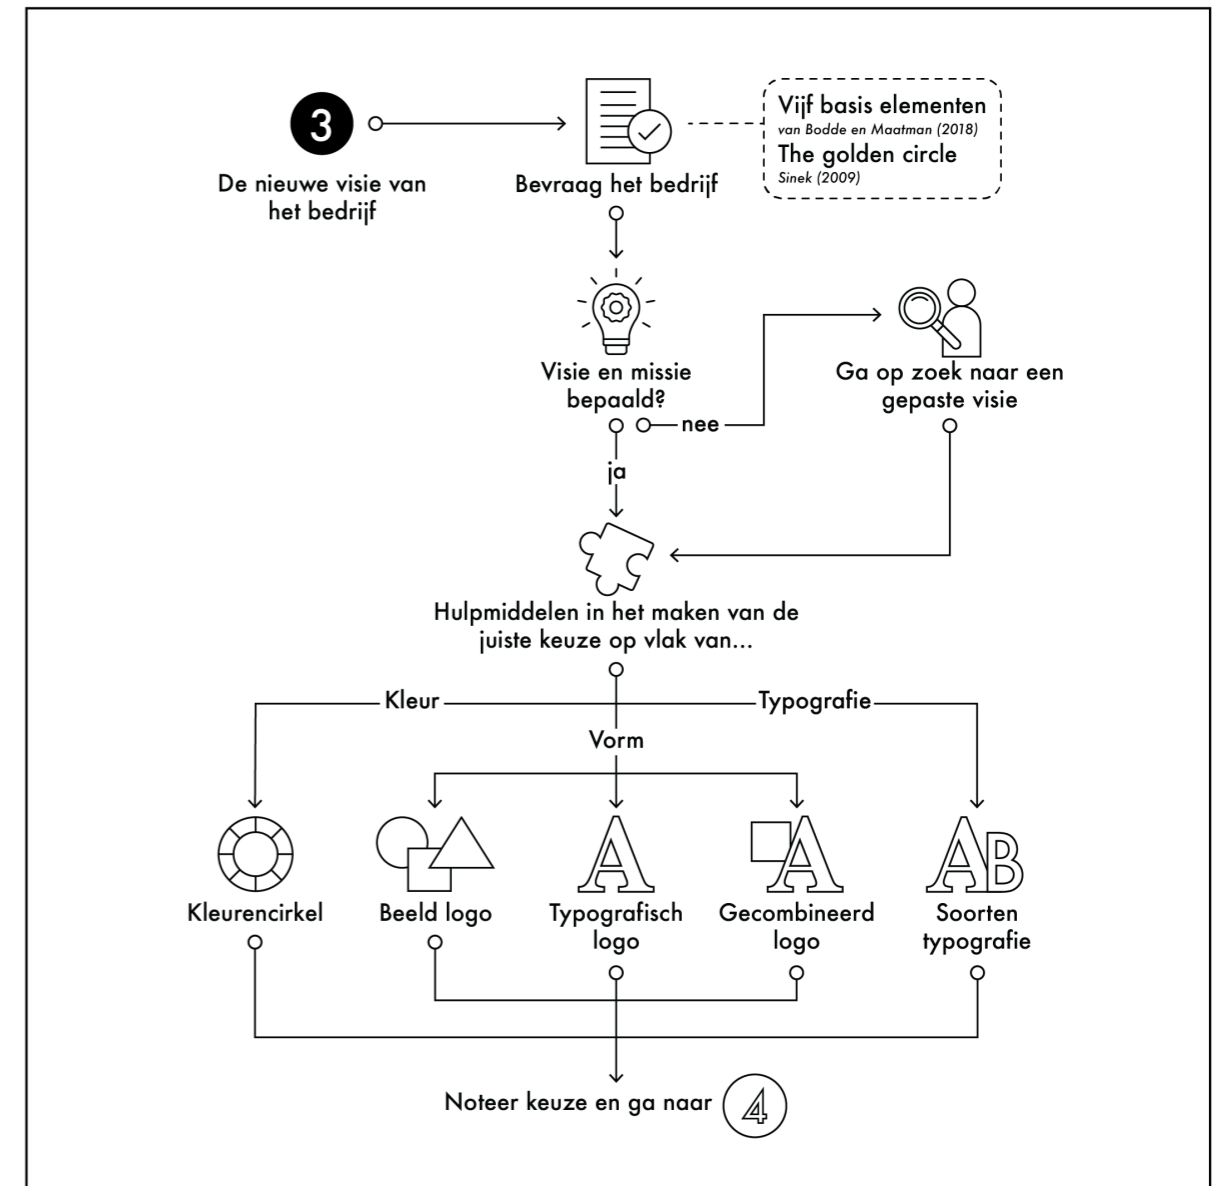 3
De nieuwe visie van
het bedrijf
Bevraag het bedrijf
Vijf basis elementen
van Bodde en Maatman (2018)
The golden circle
Sinek (2009)
Visie en missie
bepaald?
nee
ja
Ga op zoek naar een
gepaste visie
Hulpmiddelen in het maken van de
juiste keuze op vlak van...
Kleur
Typografie
Vorm
A
A
AB
Kleurencirkel
Beeld logo
Typografisch
logo
Gecombineerd
logo
Soorten
typografie
Noteer keuze en ga naar 4